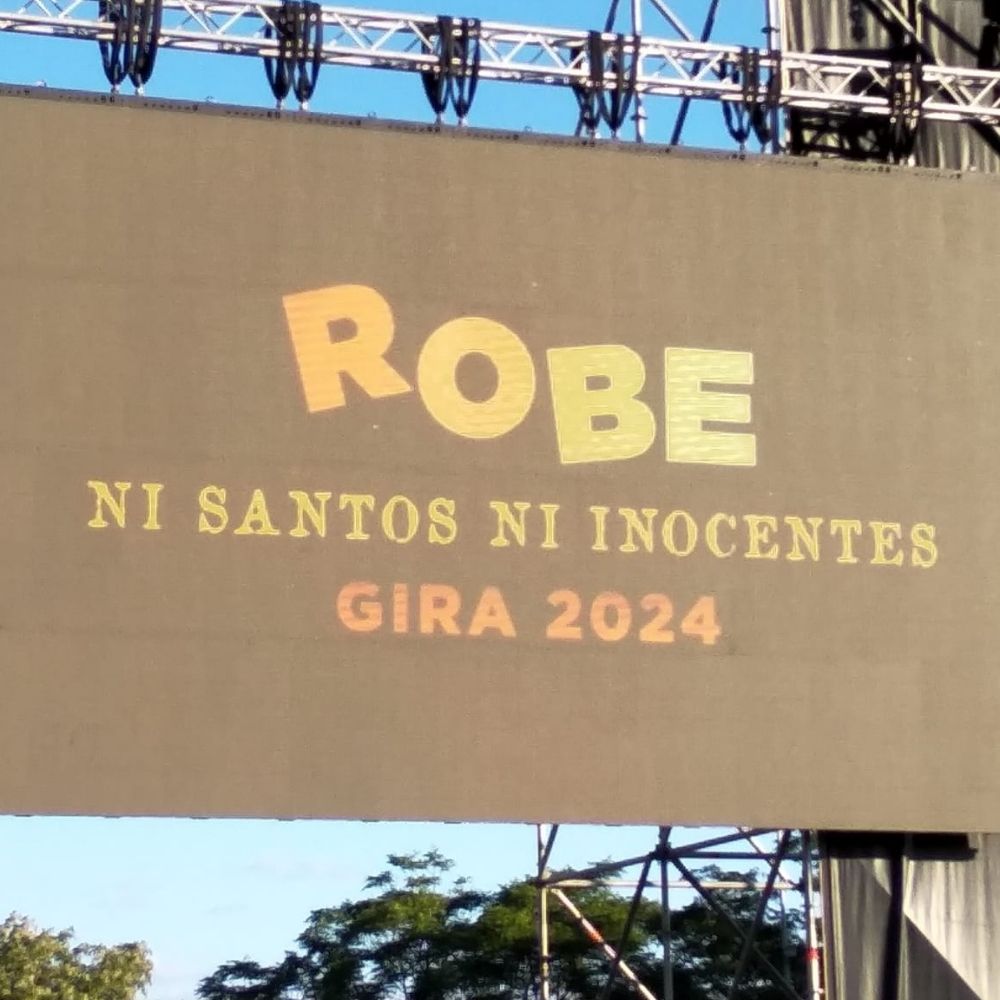 ROBE
NI SANTOS NI INOCENTES
GIRA 2024